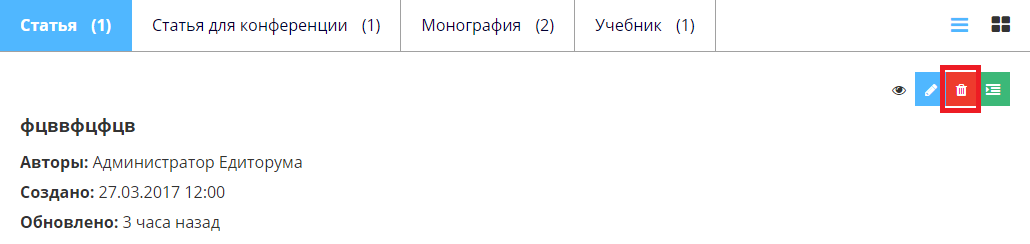 Статья (1) Статья для конференции (1) Монография (2) Учебник (1)
фцввфцфцв
Авторы: Администратор Едиторума
Создано: 27.03.2017 12:00
Обновлено: 3 часа назад